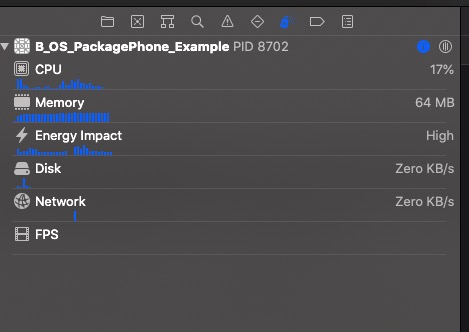 B_OS_PackagePhone_Example PID 8702
CPU 17%
Memory 64 MB
Energy Impact High
Disk Zero KB/s
Network Zero KB/s
FPS